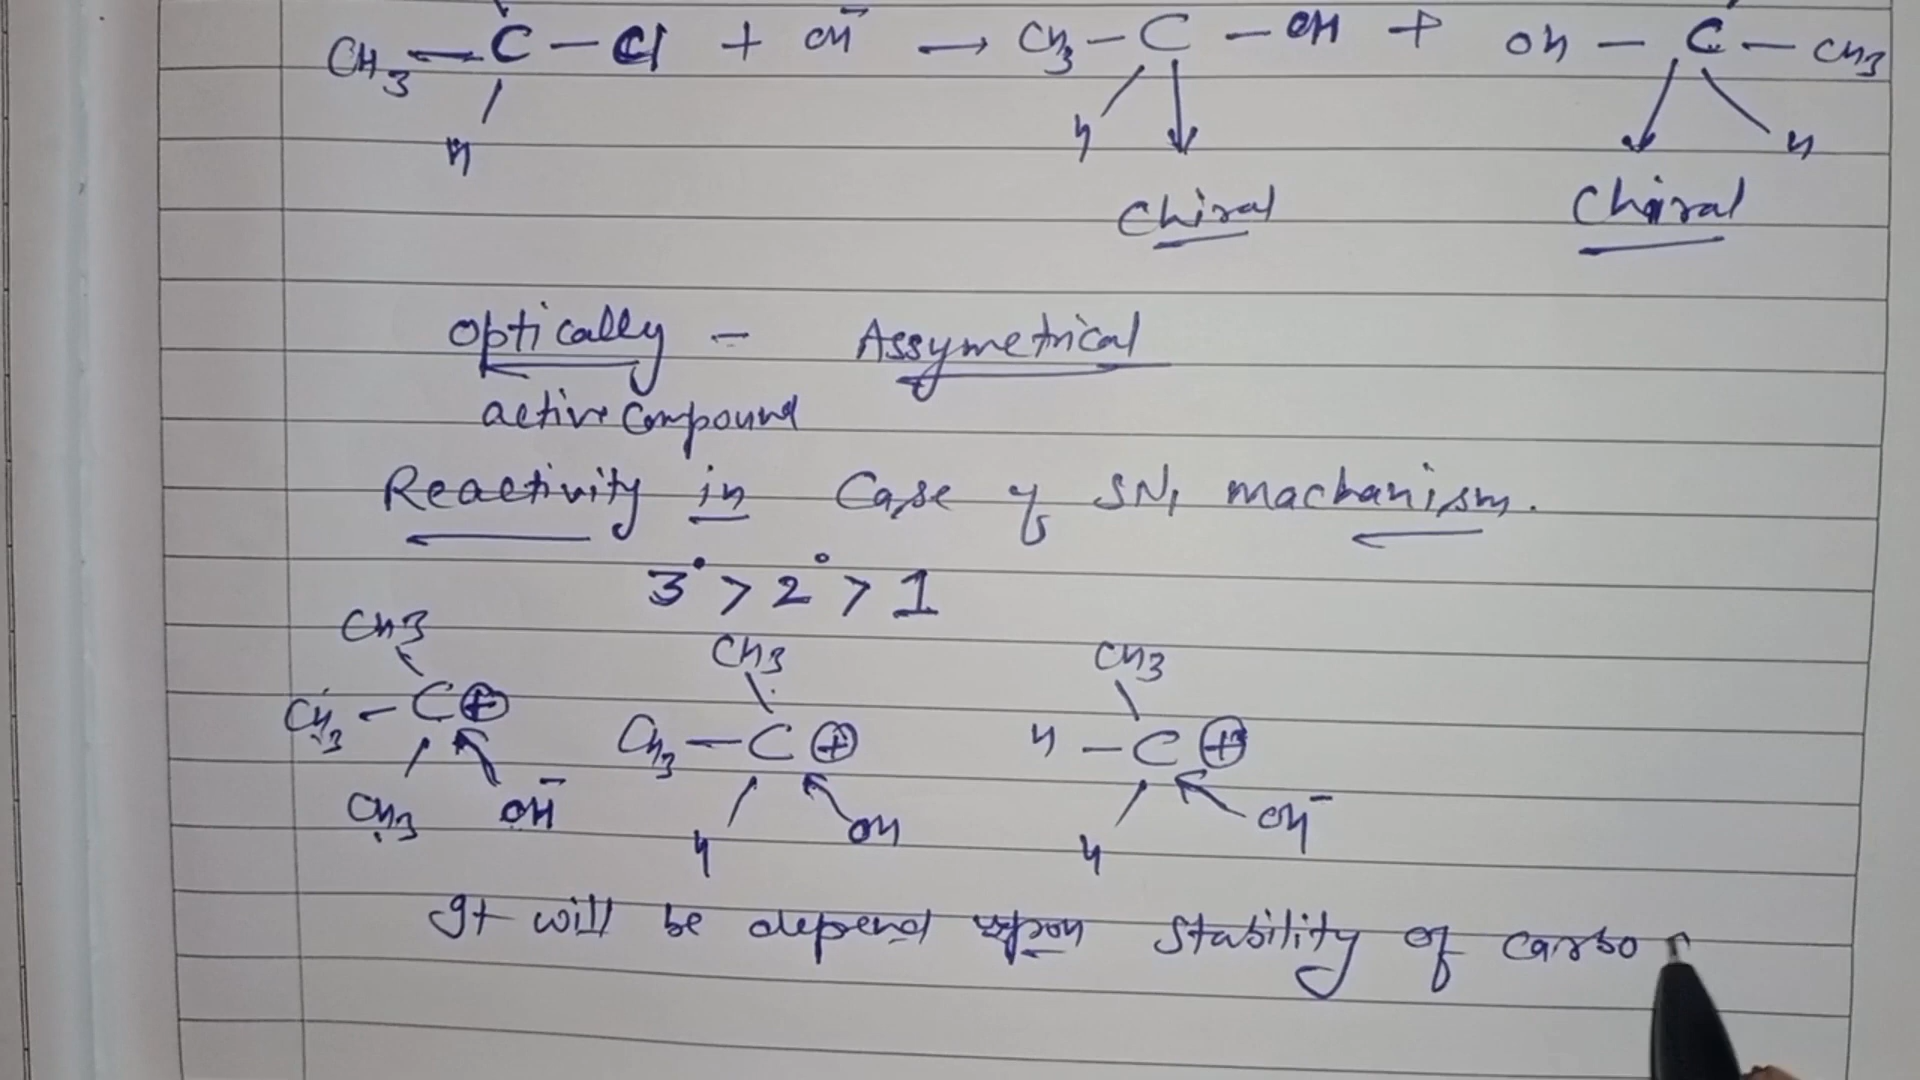 CH3 — C — Cl + OH⁻ → CH3 — C — OH + OH — C — CH3
H H H
Chiral Chiral
Optically – Assymetrical
active Compound
Reactivity in Case of SN1 machanism.
3° > 2° > 1
CH3 CH3 CH3
CH3 – C⊕ CH3 — C⊕ H – C⊕
CH3 OH⁻ H OH H OH⁻
It will be depend upon Stability of carbo